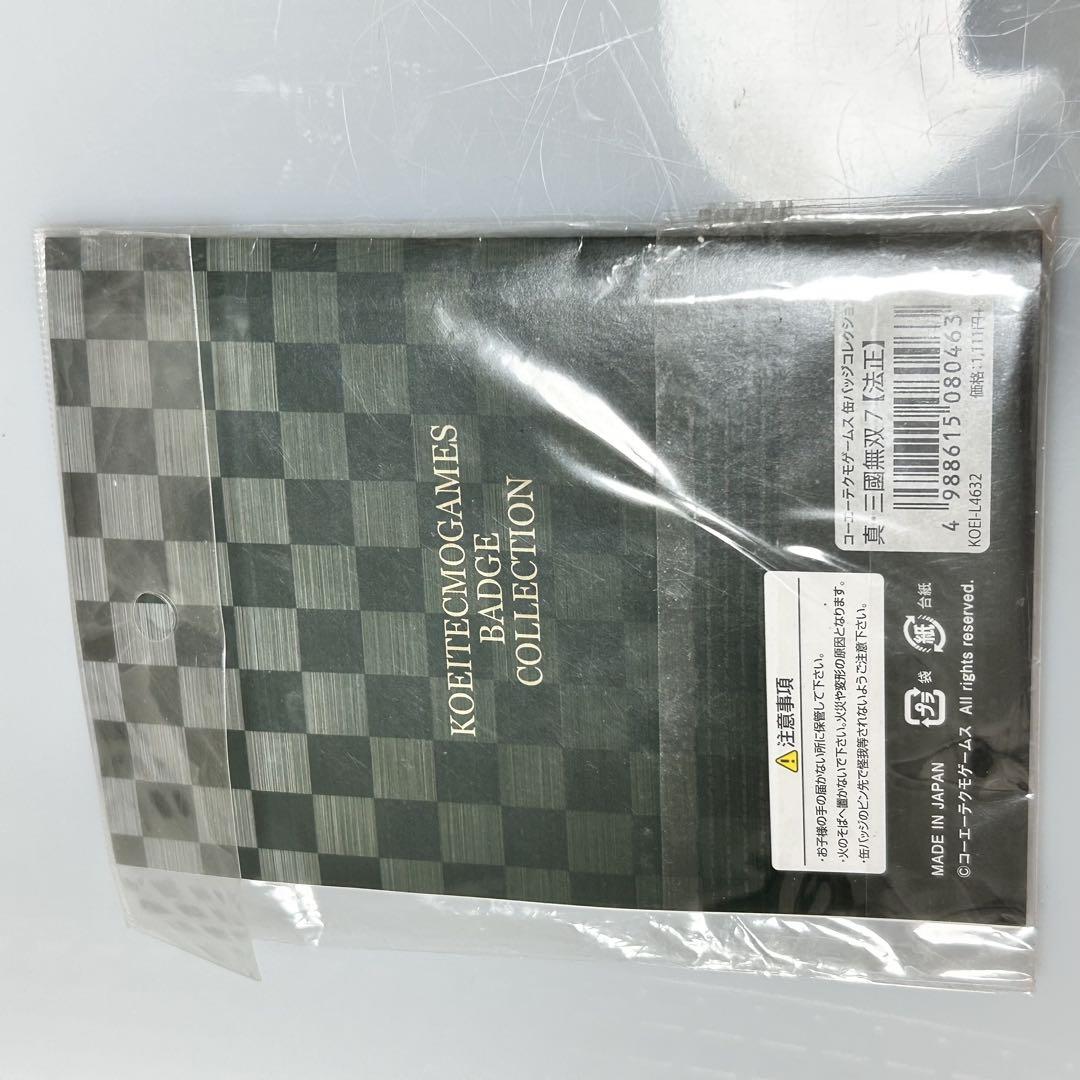 KOEITECMOGAMES
BADGE
COLLECTION
コーエーテクモゲームス 缶バッジコレクショ
真・三國無双7【法正】
4 988615 080463
KOEI-L4632
価格:1,111円+
注意事項
・お子様の手の届かない所に保管して下さい。
・火のそばへ置かないで下さい。火災や変形の原因となります。
・缶バッジのピン先で怪我等されないようご注意下さい。
プラ
袋
紙
台紙
MADE IN JAPAN
©コーエーテクモゲームス All rights reserved.